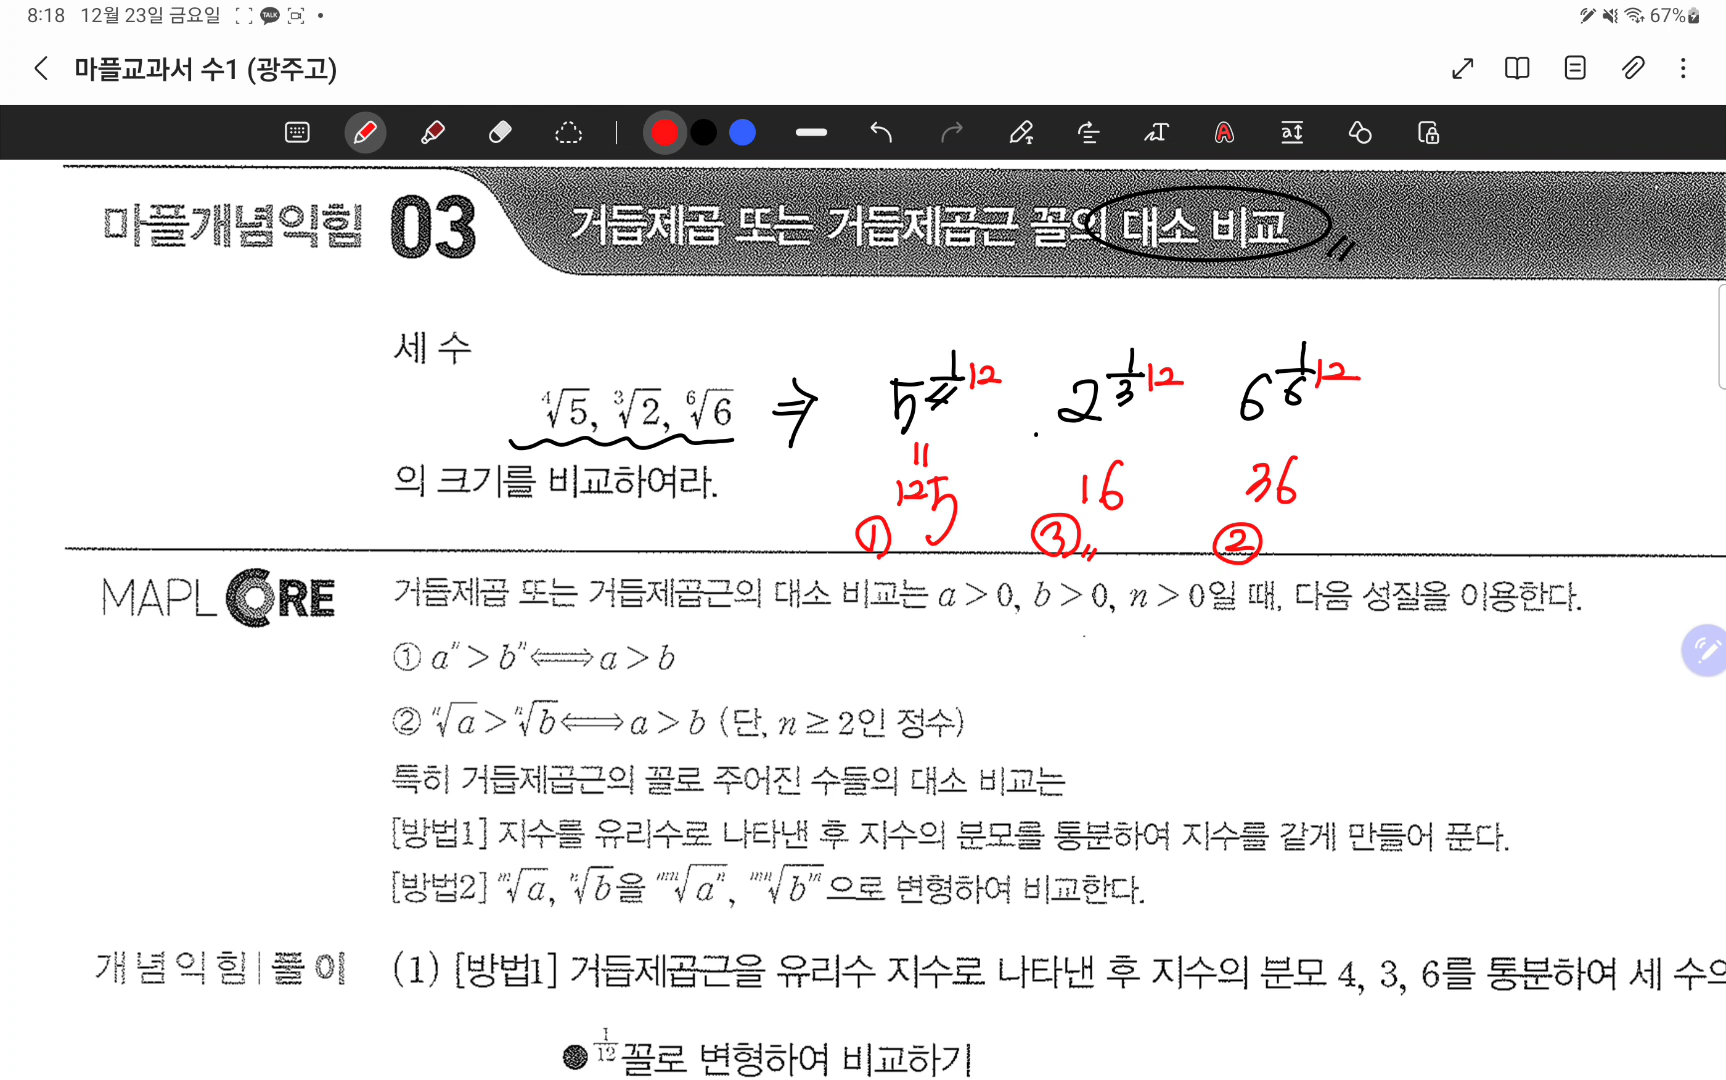 8:18 12월 23일 금요일 TALK 67%
마플교과서 수1 (광주고)
마플개념익힘 03 거듭제곱 또는 거듭제곱근 꼴의 대소 비교
세 수
⁴√5, ³√2, ⁶√6 ⇒ 5^(1/4) 12 2^(1/3) 12 6^(1/6) 12
의 크기를 비교하여라. 125 16 36
① ③ ②
MAPL CORE 거듭제곱 또는 거듭제곱근의 대소 비교는 a>0, b>0, n>0일 때, 다음 성질을 이용한다.
① aⁿ>bⁿ⟺a>b
② ⁿ√a>ⁿ√b⟺a>b (단, n≥2인 정수)
특히 거듭제곱근의 꼴로 주어진 수들의 대소 비교는
[방법1] 지수를 유리수로 나타낸 후 지수의 분모를 통분하여 지수를 같게 만들어 푼다.
[방법2] ᵐ√a, ⁿ√b을 ᵐⁿ√aⁿ, ᵐⁿ√bᵐ으로 변형하여 비교한다.
개념익힘|풀이 (1) [방법1] 거듭제곱근을 유리수 지수로 나타낸 후 지수의 분모 4, 3, 6를 통분하여 세 수의
●^(1/12)꼴로 변형하여 비교하기